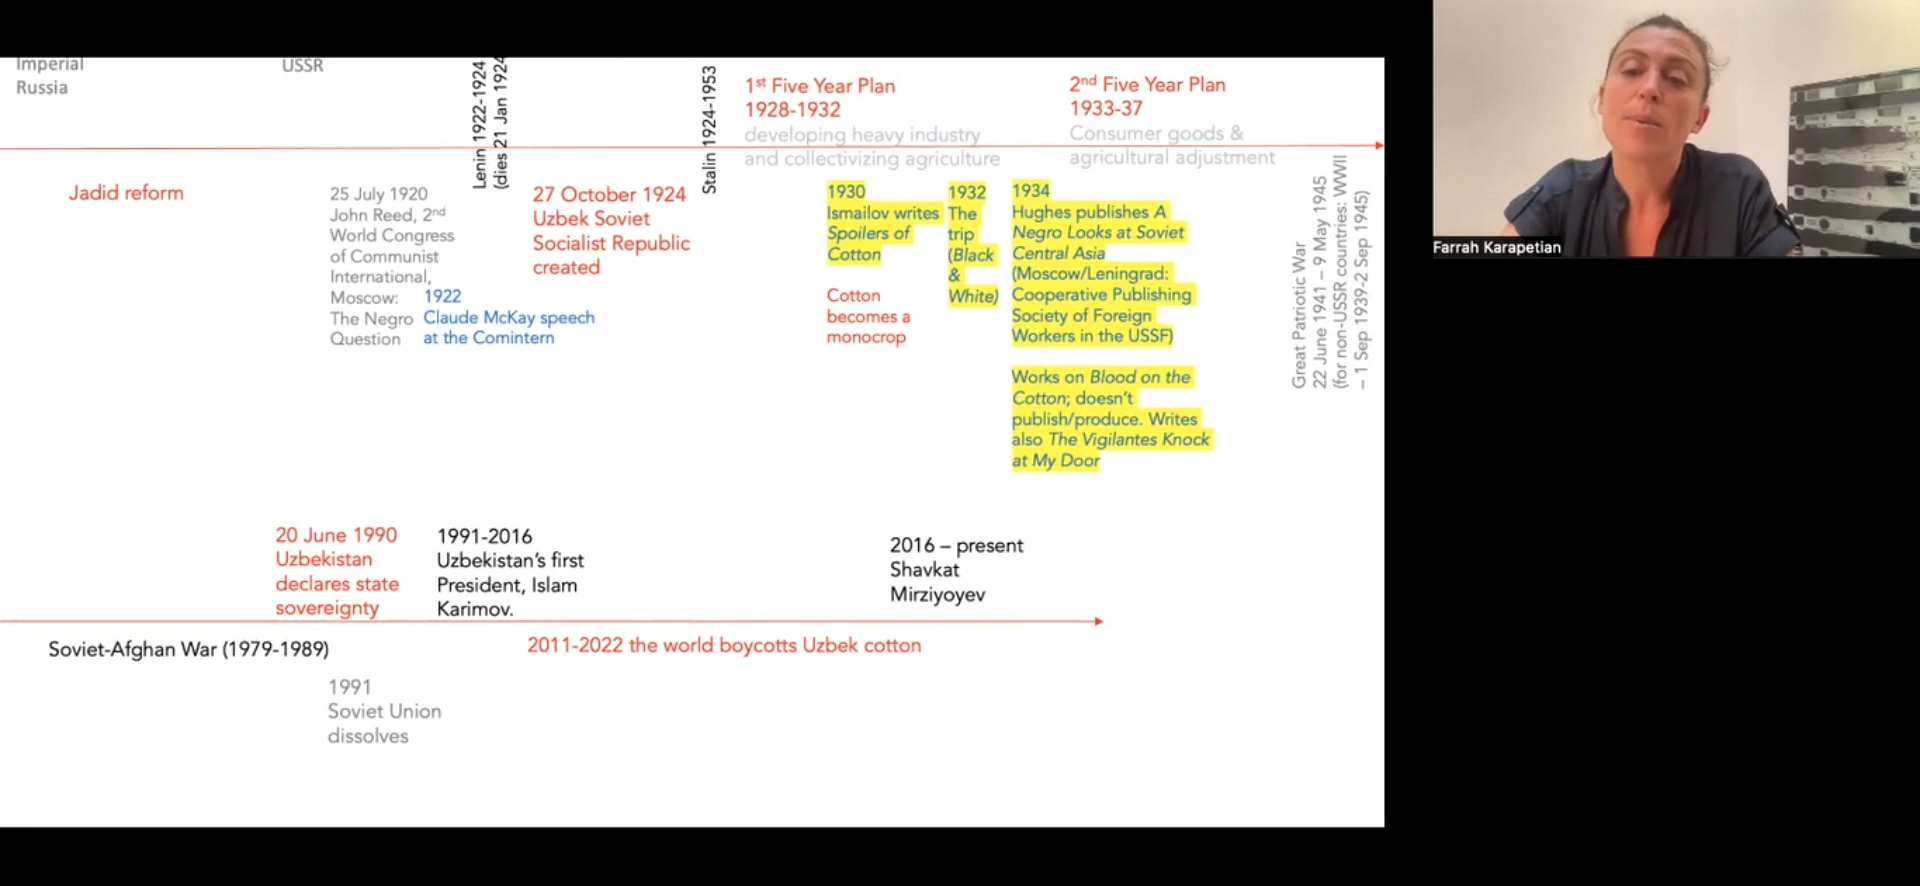 Imperial
Russia
USSR
Lenin 1922-1924
(dies 21 Jan 1924
Stalin 1924-1953
1st Five Year Plan
1928-1932
developing heavy industry
and collectivizing agriculture
2nd Five Year Plan
1933-37
Consumer goods &
agricultural adjustment
Jadid reform
25 July 1920
John Reed, 2nd
World Congress
of Communist
International,
Moscow:
The Negro
Question
1922
Claude McKay speech
at the Comintern
27 October 1924
Uzbek Soviet
Socialist Republic
created
1930
Ismailov writes
Spoilers of
Cotton
Cotton
becomes a
monocrop
1932
The
trip
(Black
&
White)
1934
Hughes publishes A
Negro Looks at Soviet
Central Asia
(Moscow/Leningrad:
Cooperative Publishing
Society of Foreign
Workers in the USSF)
Works on Blood on the
Cotton; doesn't
publish/produce. Writes
also The Vigilantes Knock
at My Door
Great Patriotic War
22 June 1941 – 9 May 1945
(for non-USSR countries: WWII
– 1 Sep 1939-2 Sep 1945)
Farrah Karapetian
20 June 1990
Uzbekistan
declares state
sovereignty
1991-2016
Uzbekistan's first
President, Islam
Karimov.
2016 – present
Shavkat
Mirziyoyev
Soviet-Afghan War (1979-1989)
2011-2022 the world boycotts Uzbek cotton
1991
Soviet Union
dissolves